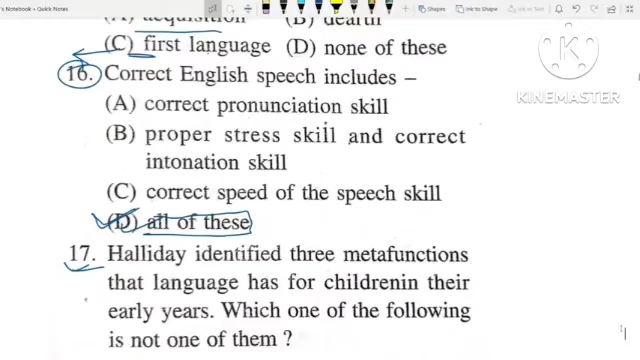 's Notebook » Quick Notes
Shapes
Ink to Shape
(A) acquisition (B) dearth
(C) first language (D) none of these
16. Correct English speech includes –
(A) correct pronunciation skill
(B) proper stress skill and correct
intonation skill
(C) correct speed of the speech skill
(D) all of these
17. Halliday identified three metafunctions
that language has for childrenin their
early years. Which one of the following
is not one of them ?
K
KINEMASTER